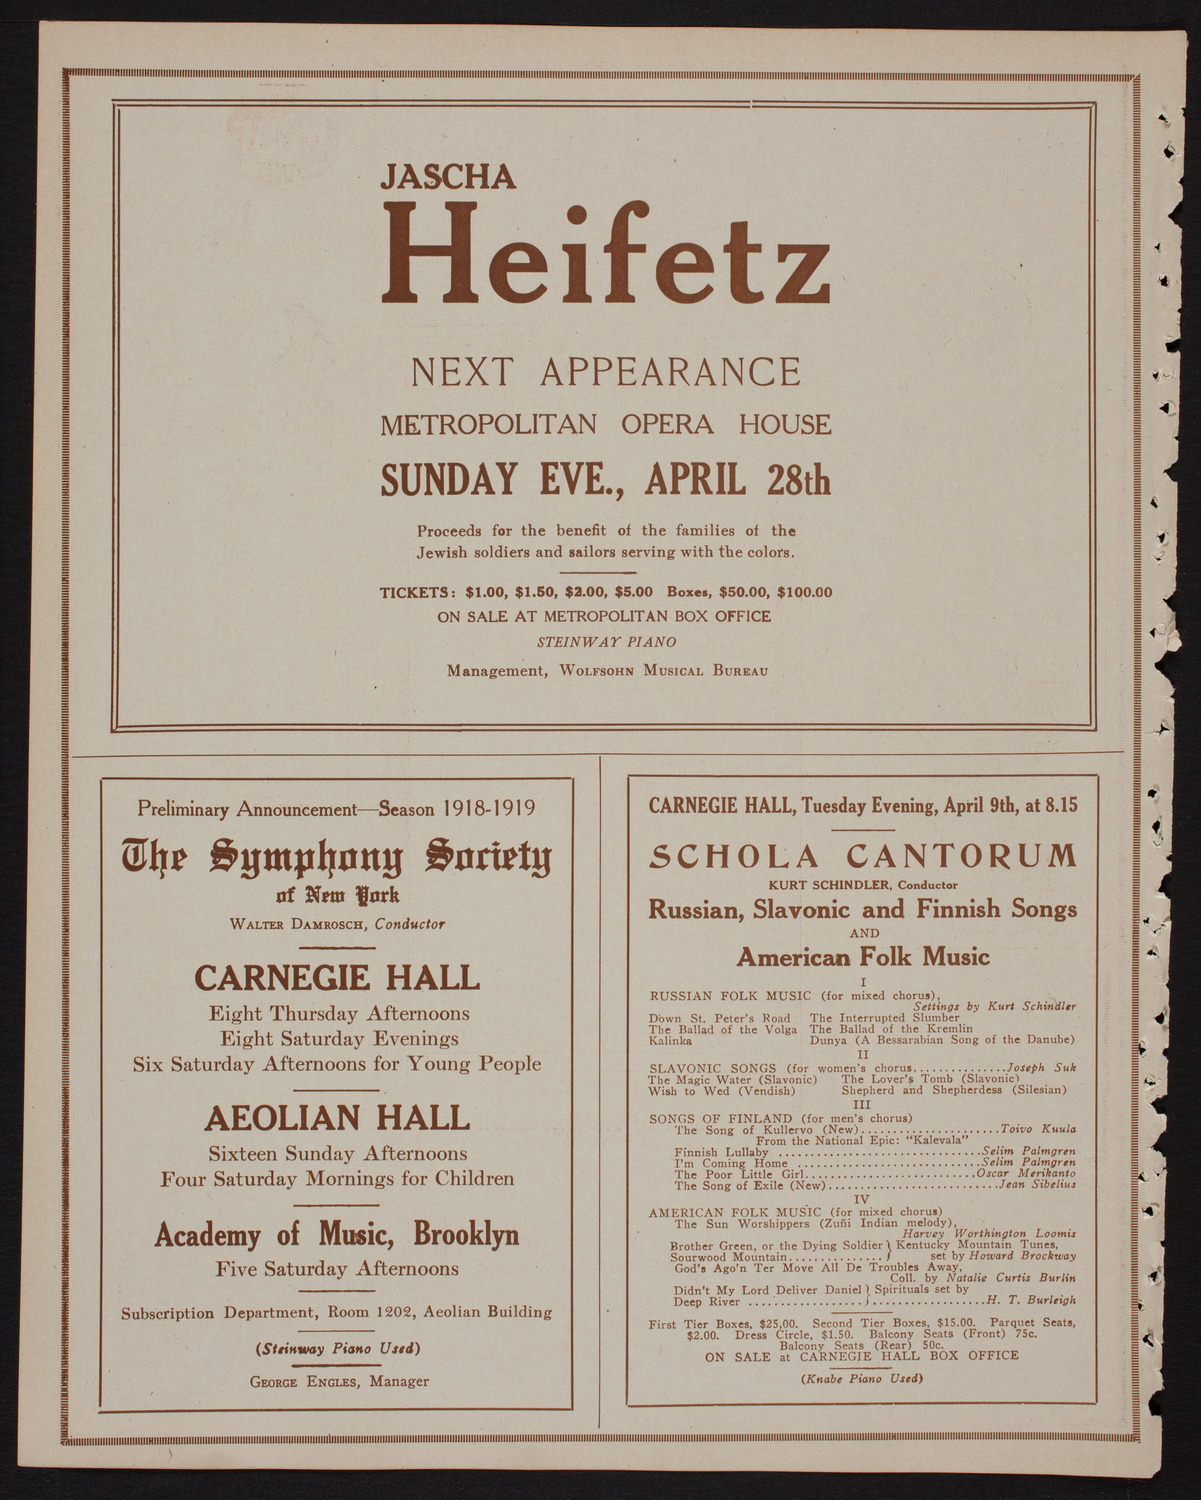 JASCHA
Heifetz
NEXT APPEARANCE
METROPOLITAN OPERA HOUSE
SUNDAY EVE., APRIL 28th
Proceeds for the benefit of the families of the
Jewish soldiers and sailors serving with the colors.
TICKETS: $1.00, $1.50, $2.00, $5.00 Boxes, $50.00, $100.00
ON SALE AT METROPOLITAN BOX OFFICE
STEINWAY PIANO
Management, WOLFSOHN MUSICAL BUREAU
Preliminary Announcement—Season 1918-1919
The Symphony Society
of New York
WALTER DAMROSCH, Conductor
CARNEGIE HALL
Eight Thursday Afternoons
Eight Saturday Evenings
Six Saturday Afternoons for Young People
AEOLIAN HALL
Sixteen Sunday Afternoons
Four Saturday Mornings for Children
Academy of Music, Brooklyn
Five Saturday Afternoons
Subscription Department, Room 1202, Aeolian Building
(Steinway Piano Used)
GEORGE ENGLES, Manager
CARNEGIE HALL, Tuesday Evening, April 9th, at 8.15
SCHOLA CANTORUM
KURT SCHINDLER, Conductor
Russian, Slavonic and Finnish Songs
AND
American Folk Music
I
RUSSIAN FOLK MUSIC (for mixed chorus),
Settings by Kurt Schindler
Down St. Peter's Road The Interrupted Slumber
The Ballad of the Volga The Ballad of the Kremlin
Kalinka Dunya (A Bessarabian Song of the Danube)
II
SLAVONIC SONGS (for women's chorus..............Joseph Suk
The Magic Water (Slavonic) The Lover's Tomb (Slavonic)
Wish to Wed (Vendish) Shepherd and Shepherdess (Silesian)
III
SONGS OF FINLAND (for men's chorus)
The Song of Kullervo (New).....................Toivo Kuula
From the National Epic: "Kalevala"
Finnish Lullaby ..............................Selim Palmgren
I'm Coming Home ...........................Selim Palmgren
The Poor Little Girl.........................Oscar Merikanto
The Song of Exile (New).........................Jean Sibelius
IV
AMERICAN FOLK MUSIC (for mixed chorus)
The Sun Worshippers (Zuñi Indian melody),
Harvey Worthington Loomis
Brother Green, or the Dying Soldier } Kentucky Mountain Tunes,
Sourwood Mountain.............. } set by Howard Brockway
God's Ago'n Ter Move All De Troubles Away,
Coll. by Natalie Curtis Burlin
Didn't My Lord Deliver Daniel } Spirituals set by
Deep River ................. } .................H. T. Burleigh
First Tier Boxes, $25,00. Second Tier Boxes, $15.00. Parquet Seats,
$2.00. Dress Circle, $1.50. Balcony Seats (Front) 75c.
Balcony Seats (Rear) 50c.
ON SALE at CARNEGIE HALL BOX OFFICE
(Knabe Piano Used)